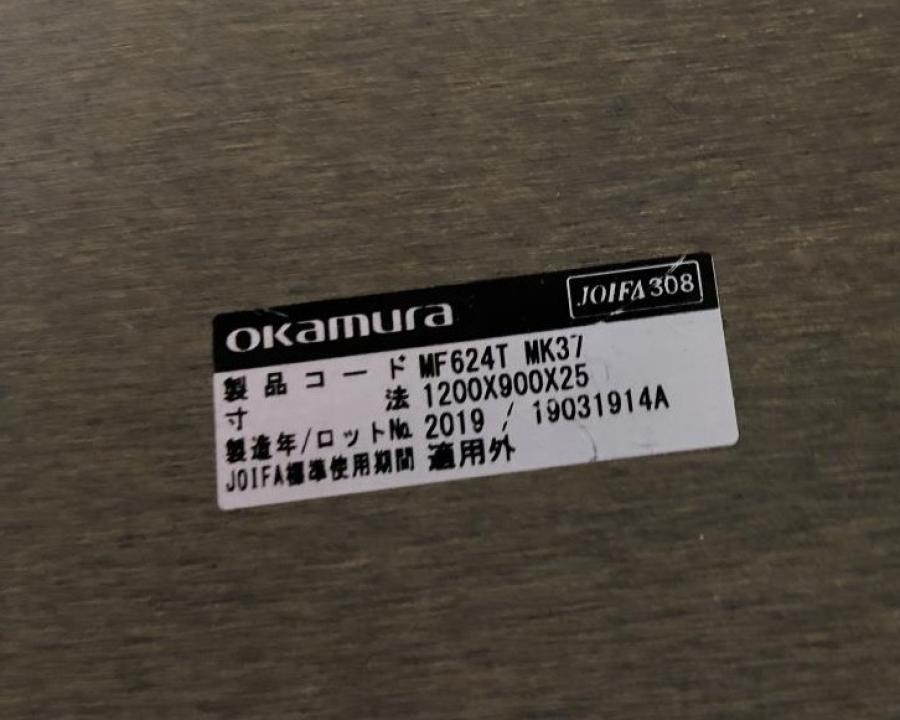 okamura JOIFA308
製品コード MF624T MK37
寸法 1200X900X25
製造年/ロット№ 2019 / 19031914A
JOIFA標準使用期間 適用外